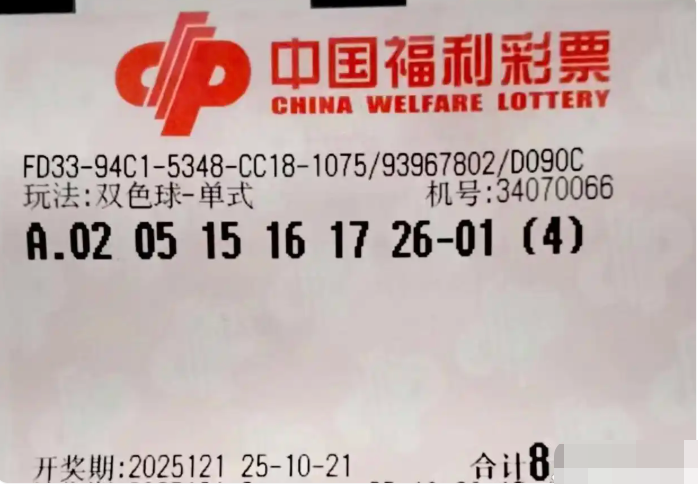 中国福利彩票
CHINA WELFARE LOTTERY
FD33-94C1-5348-CC18-1075/93967802/D090C
玩法:双色球-单式 机号:34070066
A.02 05 15 16 17 26-01 (4)
开奖期:2025121 25-10-21 合计8